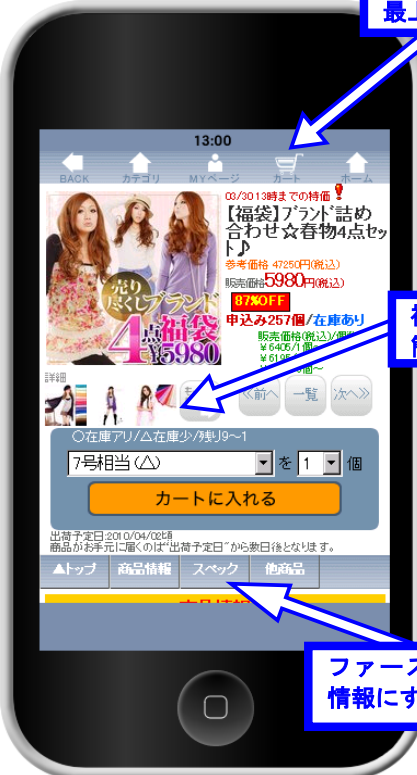 最上
13:00
BACK カテゴリ MYページ カート ホーム
03/30 13時までの特価
【福袋】ブランド詰め
合わせ☆春物4点セッ
ト♪
参考価格 47250円(税込)
販売価格5980円(税込)
87%OFF
申込み257個/在庫あり
販売価格(税込)/個
¥6405/1個
¥6195
売り
尽くしブランド
4点福袋
¥5980
詳細
≪前へ 一覧 次へ≫
○在庫アリ/△在庫少/残り9~1
7号相当(△) を 1 個
カートに入れる
出荷予定日:2010/04/02頃
商品がお手元に届くのは"出荷予定日"から数日後となります。
▲トップ 商品情報 スペック 他商品
ファース
情報にす